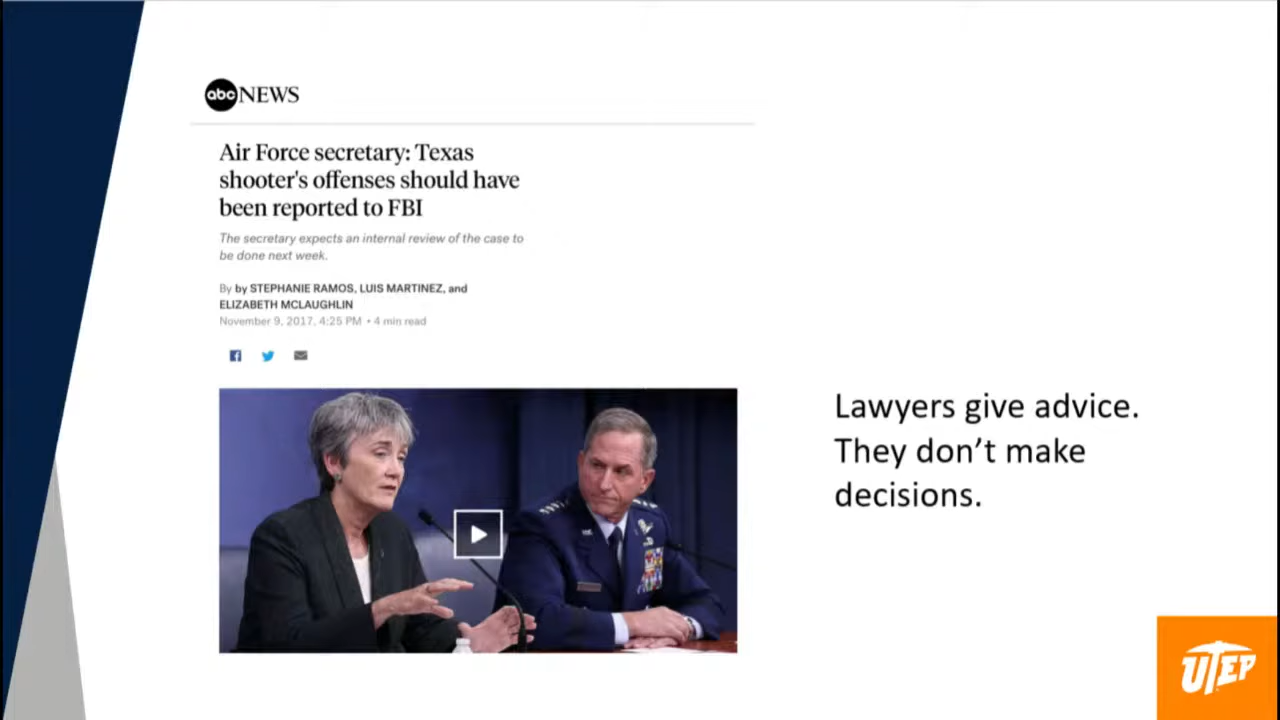 abc NEWS
Air Force secretary: Texas
shooter's offenses should have
been reported to FBI
The secretary expects an internal review of the case to
be done next week.
By by STEPHANIE RAMOS, LUIS MARTINEZ, and
ELIZABETH MCLAUGHLIN
November 9, 2017, 4:25 PM • 4 min read
Lawyers give advice.
They don’t make
decisions.
UTEP